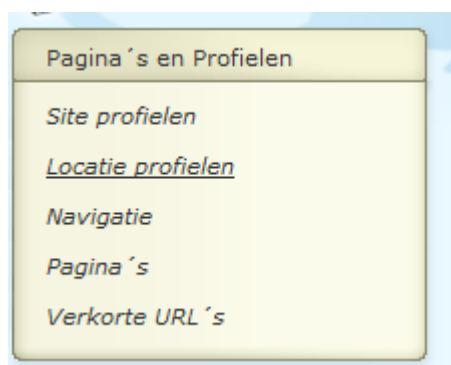 Pagina´s en Profielen
Site profielen
Locatie profielen
Navigatie
Pagina´s
Verkorte URL´s